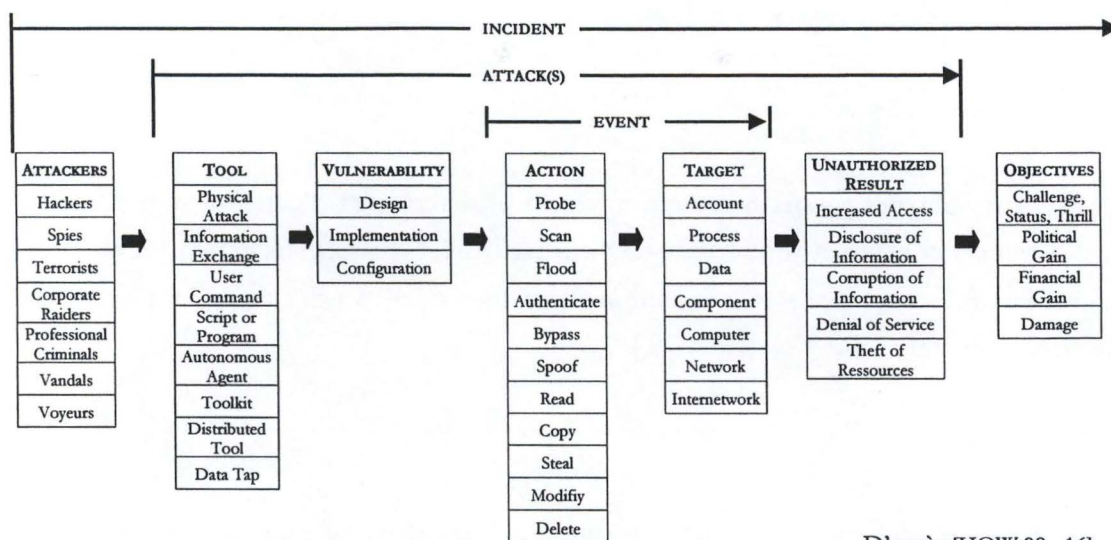 INCIDENT
ATTACK(S)
EVENT
ATTACKERS
Hackers
Spies
Terrorists
Corporate
Raiders
Professional
Criminals
Vandals
Voyeurs
TOOL
Physical
Attack
Information
Exchange
User
Command
Script or
Program
Autonomous
Agent
Toolkit
Distributed
Tool
Data Tap
VULNERABILITY
Design
Implementation
Configuration
ACTION
Probe
Scan
Flood
Authenticate
Bypass
Spoof
Read
Copy
Steal
Modifiy
Delete
TARGET
Account
Process
Data
Component
Computer
Network
Internetwork
UNAUTHORIZED
RESULT
Increased Access
Disclosure of
Information
Corruption of
Information
Denial of Service
Theft of
Ressources
OBJECTIVES
Challenge,
Status, Thrill
Political
Gain
Financial
Gain
Damage